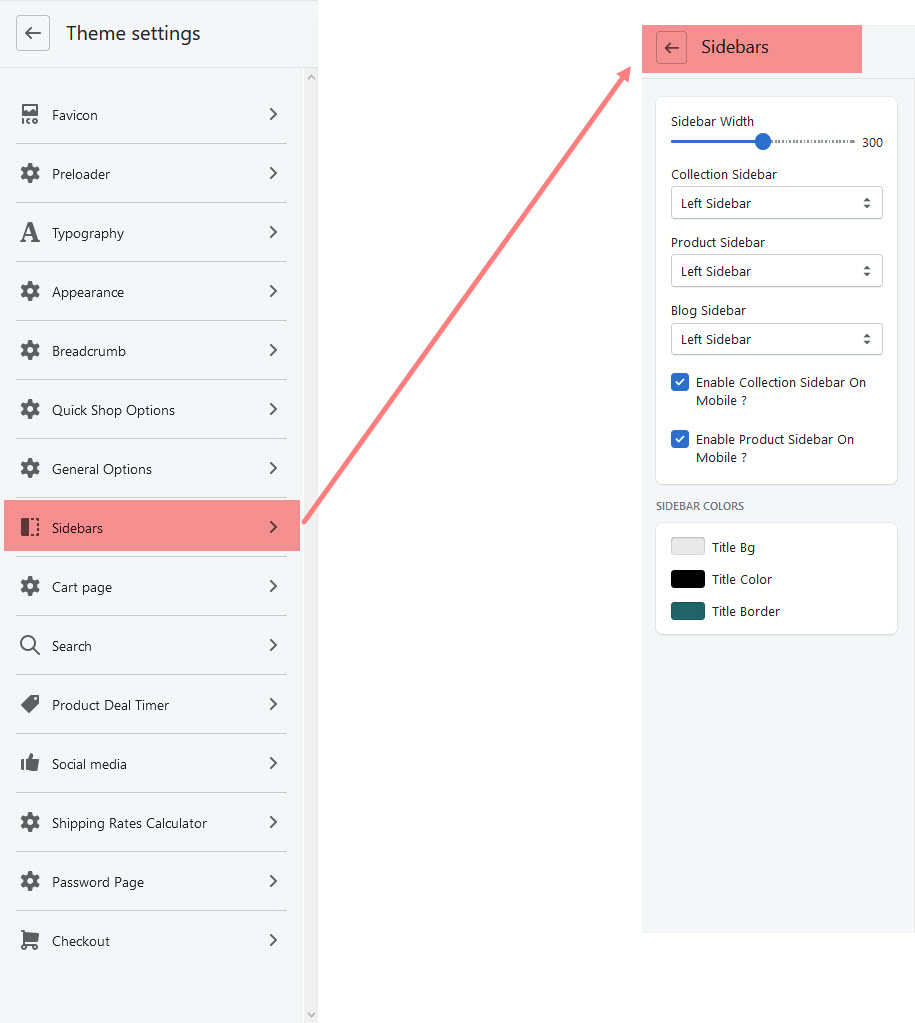 Theme settings
ICO
Favicon
Preloader
A
Typography
Appearance
Breadcrumb
Quick Shop Options
General Options
Sidebars
Cart page
Search
Product Deal Timer
Social media
Shipping Rates Calculator
Password Page
Checkout
Sidebars
Sidebar Width
300
Collection Sidebar
Left Sidebar
Product Sidebar
Left Sidebar
Blog Sidebar
Left Sidebar
Enable Collection Sidebar On
Mobile ?
Enable Product Sidebar On
Mobile ?
SIDEBAR COLORS
Title Bg
Title Color
Title Border